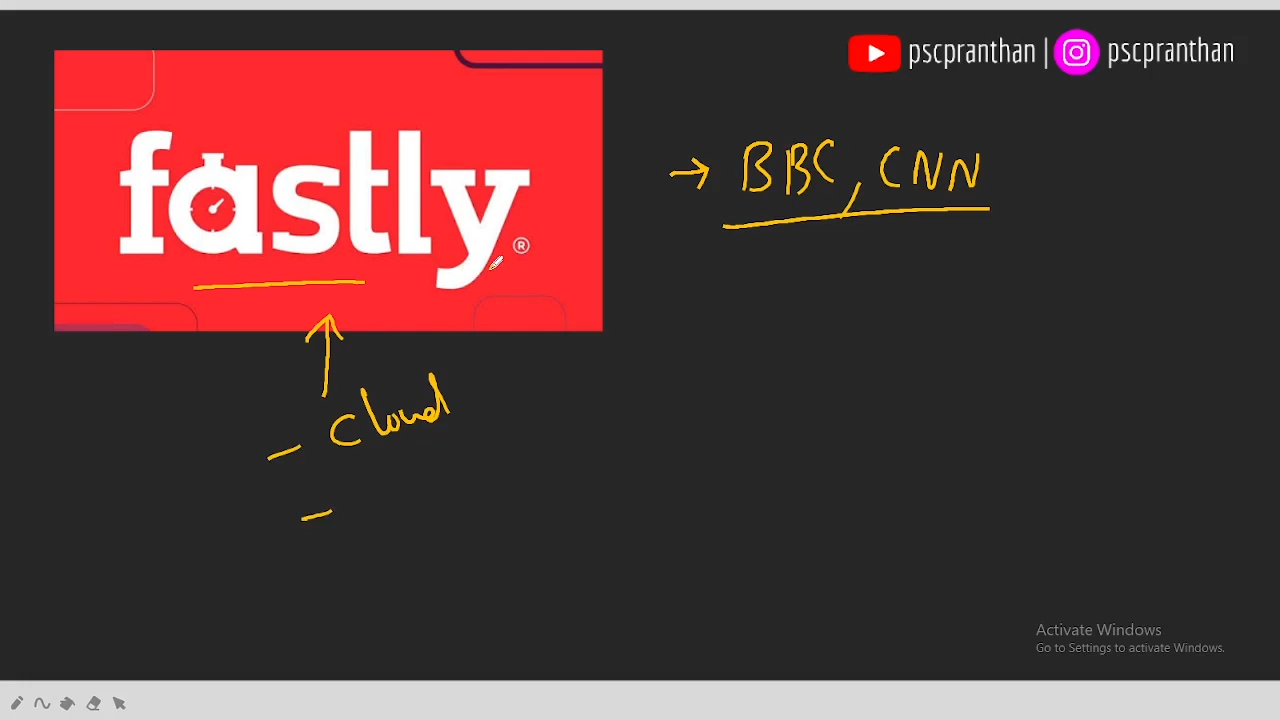 pscpranthan | pscpranthan
fastly®
→ BBC, CNN
- Cloud
-
Activate Windows
Go to Settings to activate Windows.